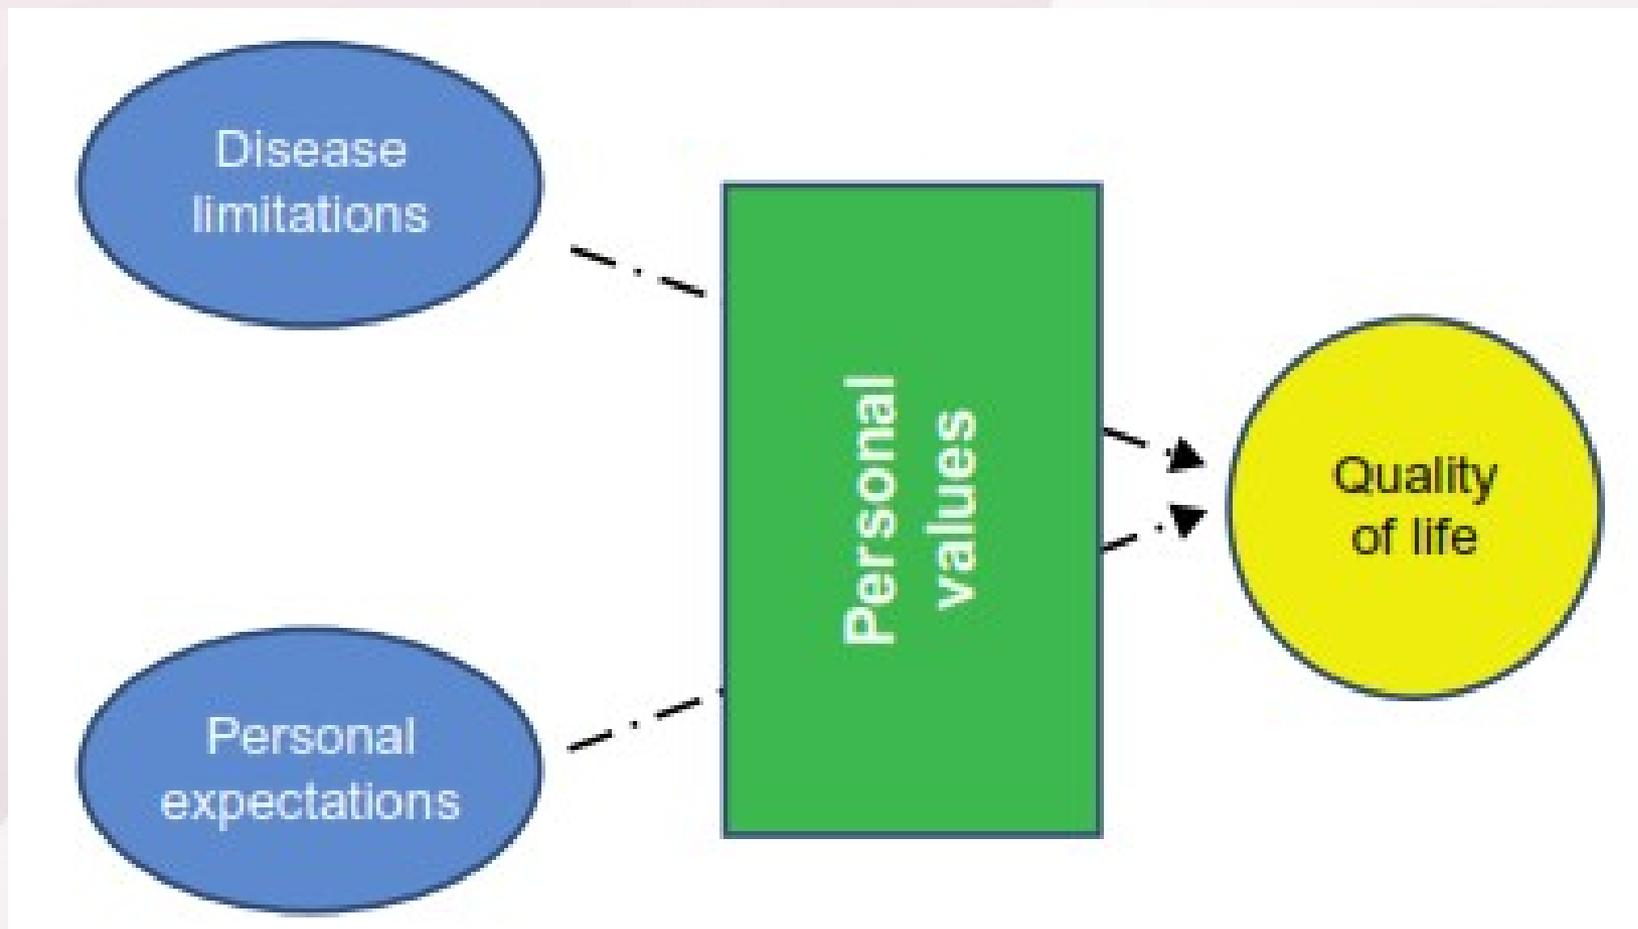 Disease
limitations
Personal
expectations
Personal
values
Quality
of life